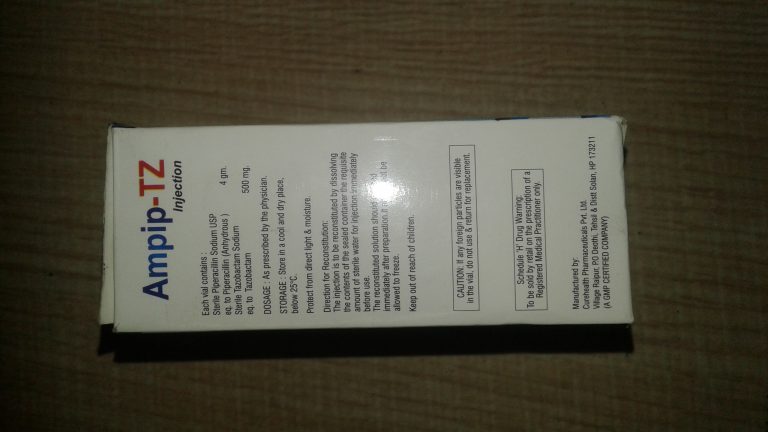 Ampip-TZ
Injection
Each vial contains :
Sterile Piperacillin Sodium USP
eq. to Piperacillin (Anhydrous ) 4 gm.
Sterile Tazobactam Sodium
eq. to Tazobactam 500 mg.
DOSAGE : As prescribed by the physician.
STORAGE : Store in a cool and dry place,
below 25°C.
Protect from direct light & moisture.
Direction for Reconstitution:
The injection is to be reconstituted by dissolving
the contents of the sealed container the requisite
amount of sterile water for injection immediately
before use.
The reconstituted solution should
immediately after preparation. be
allowed to freeze.
Keep out of reach of children.
CAUTION: If any foreign particles are visible
in the vial, do not use & return for replacement.
Schedule 'H' Drug Warning:
To be sold by retail on the prescription of a
Registered Medical Practitioner only.
Manufactured by:
Curehealth Pharmaceuticals Pvt. Ltd.
Village Raipur, PO Dherthi, Tehsil & Distt Solan, HP 173211
(A GMP CERTIFIED COMPANY)